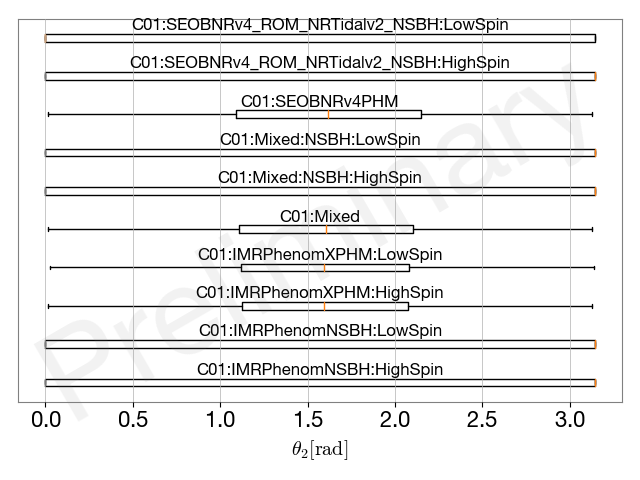 C01:SEOBNRv4_ROM_NRTidalv2_NSBH:LowSpin
C01:SEOBNRv4_ROM_NRTidalv2_NSBH:HighSpin
C01:SEOBNRv4PHM
C01:Mixed:NSBH:LowSpin
C01:Mixed:NSBH:HighSpin
C01:Mixed
C01:IMRPhenomXPHM:LowSpin
C01:IMRPhenomXPHM:HighSpin
C01:IMRPhenomNSBH:LowSpin
C01:IMRPhenomNSBH:HighSpin
Preliminary
0.0 0.5 1.0 1.5 2.0 2.5 3.0
θ₂[rad]